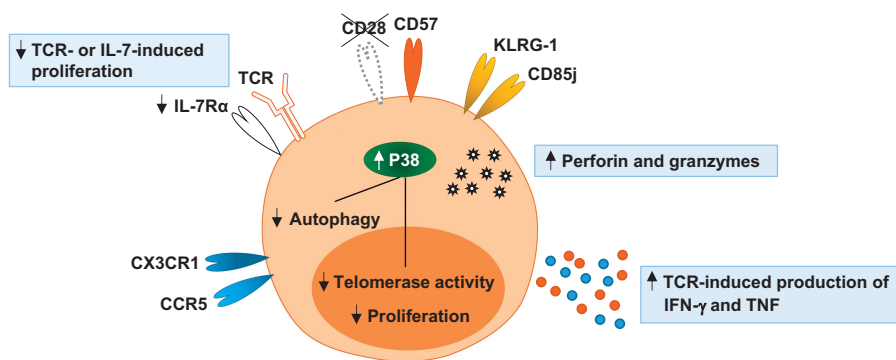 CD28
CD57
KLRG-1
CD85j
↓ TCR- or IL-7-induced
proliferation
TCR
↓ IL-7Rα
↑ P38
↑ Perforin and granzymes
↓ Autophagy
CX3CR1
CCR5
↓ Telomerase activity
↓ Proliferation
↑ TCR-induced production of
IFN-γ and TNF